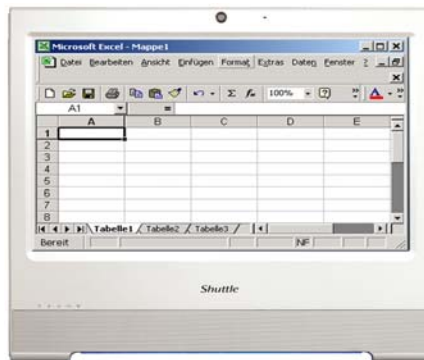 Microsoft Excel - Mappe1
Datei Bearbeiten Ansicht Einfügen Format Extras Daten Fenster ?
Σ fx 100%
A1 =
A B C D E
1
2
3
4
5
6
7
8
Tabelle1 Tabelle2 Tabelle3
Bereit NF
Shuttle